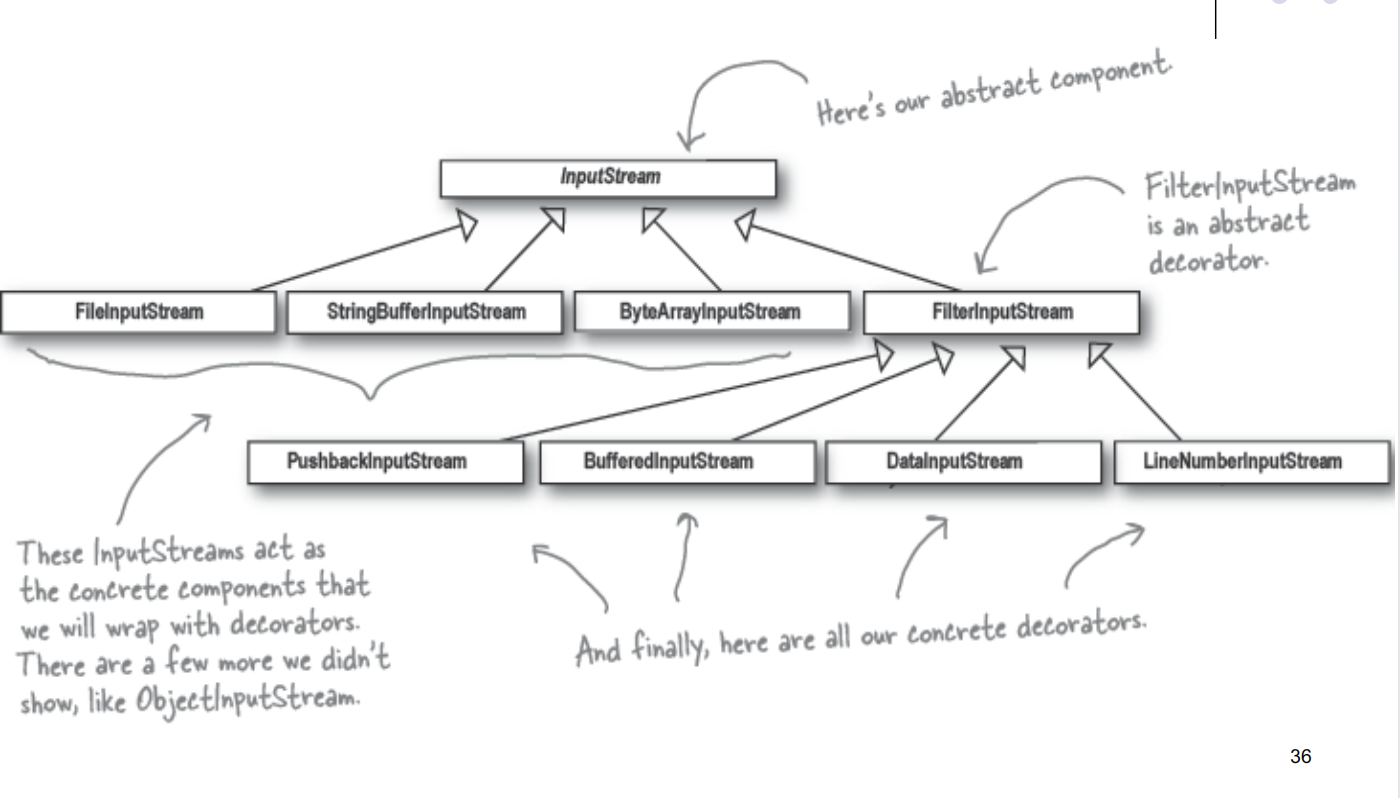 Here's our abstract component.
InputStream
FilterInputStream
is an abstract
decorator.
FileInputStream
StringBufferInputStream
ByteArrayInputStream
FilterInputStream
PushbackInputStream
BufferedInputStream
DataInputStream
LineNumberInputStream
These InputStreams act as
the concrete components that
we will wrap with decorators.
There are a few more we didn't
show, like ObjectInputStream.
And finally, here are all our concrete decorators.
36